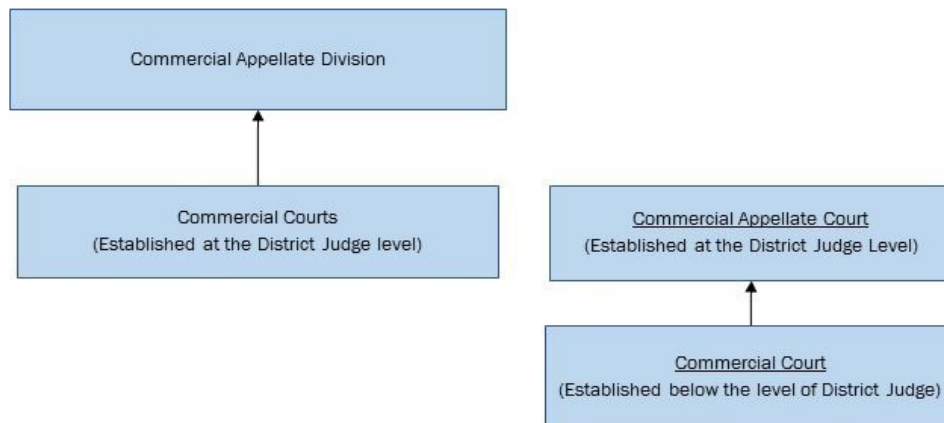 Commercial Appellate Division
Commercial Courts
(Established at the District Judge level)
Commercial Appellate Court
(Established at the District Judge Level)
Commercial Court
(Established below the level of District Judge)